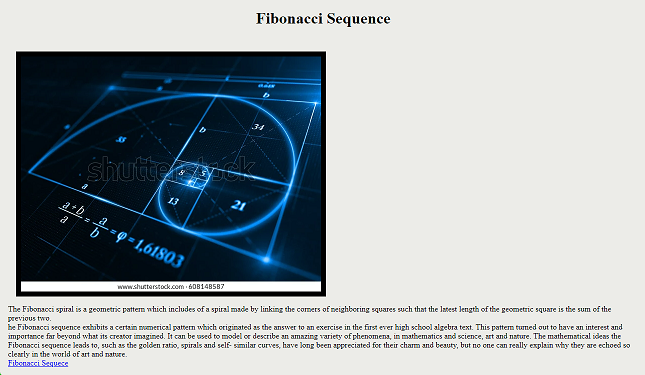 Fibonacci Sequence
0,618
b
a
b
34
55
shutterstock
8
5
a
13
21
a+b/a = a/b = φ = 1,61803
www.shutterstock.com · 608148587
The Fibonacci spiral is a geometric pattern which includes of a spiral made by linking the corners of neighboring squares such that the latest length of the geometric square is the sum of the
previous two.
he Fibonacci sequence exhibits a certain numerical pattern which originated as the answer to an exercise in the first ever high school algebra text. This pattern turned out to have an interest and
importance far beyond what its creator imagined. It can be used to model or describe an amazing variety of phenomena, in mathematics and science, art and nature. The mathematical ideas the
Fibonacci sequence leads to, such as the golden ratio, spirals and self- similar curves, have long been appreciated for their charm and beauty, but no one can really explain why they are echoed so
clearly in the world of art and nature.
Fibonacci Sequece